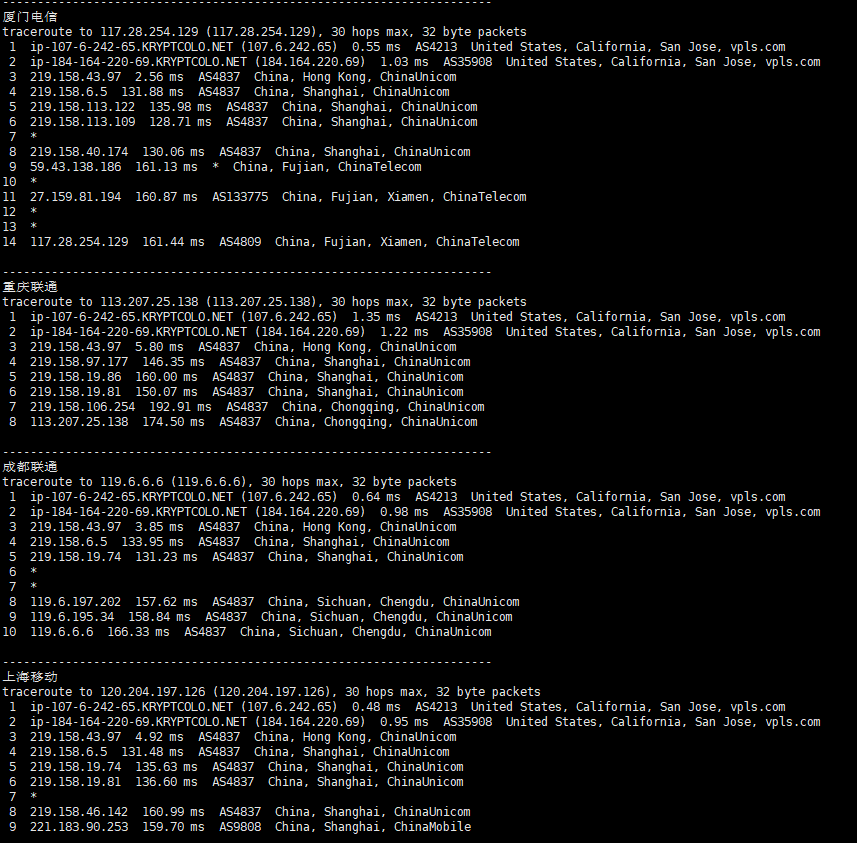 -------------------------------------------------------------------
厦门电信
traceroute to 117.28.254.129 (117.28.254.129), 30 hops max, 32 byte packets
1 ip-107-6-242-65.KRYPTCOLO.NET (107.6.242.65) 0.55 ms AS4213 United States, California, San Jose, vpls.com
2 ip-184-164-220-69.KRYPTCOLO.NET (184.164.220.69) 1.03 ms AS35908 United States, California, San Jose, vpls.com
3 219.158.43.97 2.56 ms AS4837 China, Hong Kong, ChinaUnicom
4 219.158.6.5 131.88 ms AS4837 China, Shanghai, ChinaUnicom
5 219.158.113.122 135.98 ms AS4837 China, Shanghai, ChinaUnicom
6 219.158.113.109 128.71 ms AS4837 China, Shanghai, ChinaUnicom
7 *
8 219.158.40.174 130.06 ms AS4837 China, Shanghai, ChinaUnicom
9 59.43.138.186 161.13 ms * China, Fujian, ChinaTelecom
10 *
11 27.159.81.194 160.87 ms AS133775 China, Fujian, Xiamen, ChinaTelecom
12 *
13 *
14 117.28.254.129 161.44 ms AS4809 China, Fujian, Xiamen, ChinaTelecom
-------------------------------------------------------------------
重庆联通
traceroute to 113.207.25.138 (113.207.25.138), 30 hops max, 32 byte packets
1 ip-107-6-242-65.KRYPTCOLO.NET (107.6.242.65) 1.35 ms AS4213 United States, California, San Jose, vpls.com
2 ip-184-164-220-69.KRYPTCOLO.NET (184.164.220.69) 1.22 ms AS35908 United States, California, San Jose, vpls.com
3 219.158.43.97 5.80 ms AS4837 China, Hong Kong, ChinaUnicom
4 219.158.97.177 146.35 ms AS4837 China, Shanghai, ChinaUnicom
5 219.158.19.86 160.00 ms AS4837 China, Shanghai, ChinaUnicom
6 219.158.19.81 150.07 ms AS4837 China, Shanghai, ChinaUnicom
7 219.158.106.254 192.91 ms AS4837 China, Chongqing, ChinaUnicom
8 113.207.25.138 174.50 ms AS4837 China, Chongqing, ChinaUnicom
-------------------------------------------------------------------
成都联通
traceroute to 119.6.6.6 (119.6.6.6), 30 hops max, 32 byte packets
1 ip-107-6-242-65.KRYPTCOLO.NET (107.6.242.65) 0.64 ms AS4213 United States, California, San Jose, vpls.com
2 ip-184-164-220-69.KRYPTCOLO.NET (184.164.220.69) 0.98 ms AS35908 United States, California, San Jose, vpls.com
3 219.158.43.97 3.85 ms AS4837 China, Hong Kong, ChinaUnicom
4 219.158.6.5 133.95 ms AS4837 China, Shanghai, ChinaUnicom
5 219.158.19.74 131.23 ms AS4837 China, Shanghai, ChinaUnicom
6 *
7 *
8 119.6.197.202 157.62 ms AS4837 China, Sichuan, Chengdu, ChinaUnicom
9 119.6.195.34 158.84 ms AS4837 China, Sichuan, Chengdu, ChinaUnicom
10 119.6.6.6 166.33 ms AS4837 China, Sichuan, Chengdu, ChinaUnicom
-------------------------------------------------------------------
上海移动
traceroute to 120.204.197.126 (120.204.197.126), 30 hops max, 32 byte packets
1 ip-107-6-242-65.KRYPTCOLO.NET (107.6.242.65) 0.48 ms AS4213 United States, California, San Jose, vpls.com
2 ip-184-164-220-69.KRYPTCOLO.NET (184.164.220.69) 0.95 ms AS35908 United States, California, San Jose, vpls.com
3 219.158.43.97 4.92 ms AS4837 China, Hong Kong, ChinaUnicom
4 219.158.6.5 131.48 ms AS4837 China, Shanghai, ChinaUnicom
5 219.158.19.74 135.63 ms AS4837 China, Shanghai, ChinaUnicom
6 219.158.19.81 136.60 ms AS4837 China, Shanghai, ChinaUnicom
7 *
8 219.158.46.142 160.99 ms AS4837 China, Shanghai, ChinaUnicom
9 221.183.90.253 159.70 ms AS9808 China, Shanghai, ChinaMobile